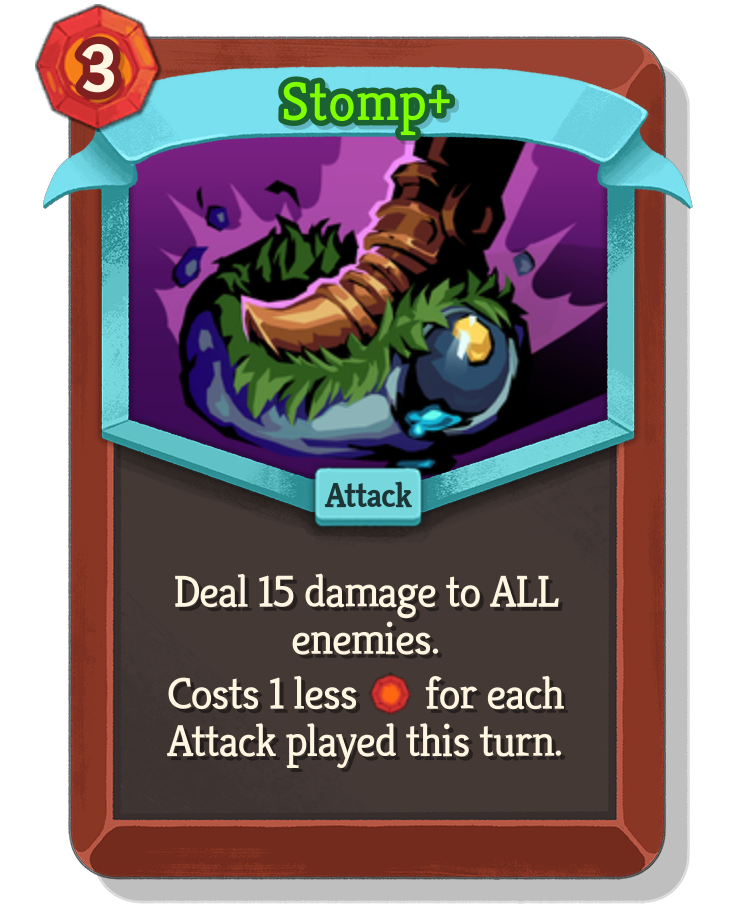 3
Stomp+
Attack
Deal 15 damage to ALL
enemies.
Costs 1 less for each
Attack played this turn.